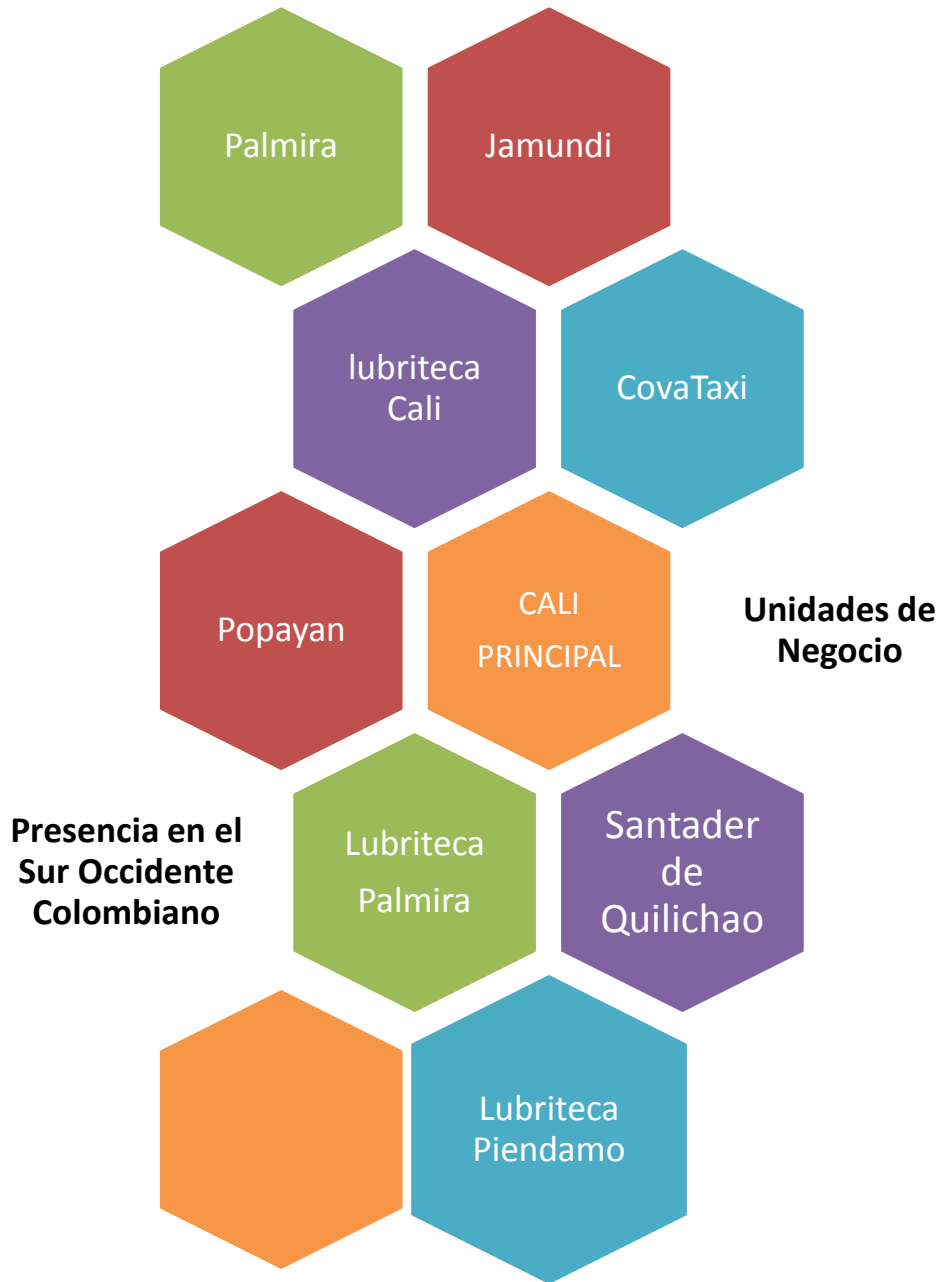 Palmira
Jamundi
lubriteca
Cali
CovaTaxi
Popayan
CALI
PRINCIPAL
Unidades de
Negocio
Presencia en el
Sur Occidente
Colombiano
Lubriteca
Palmira
Santader
de
Quilichao
Lubriteca
Piendamo